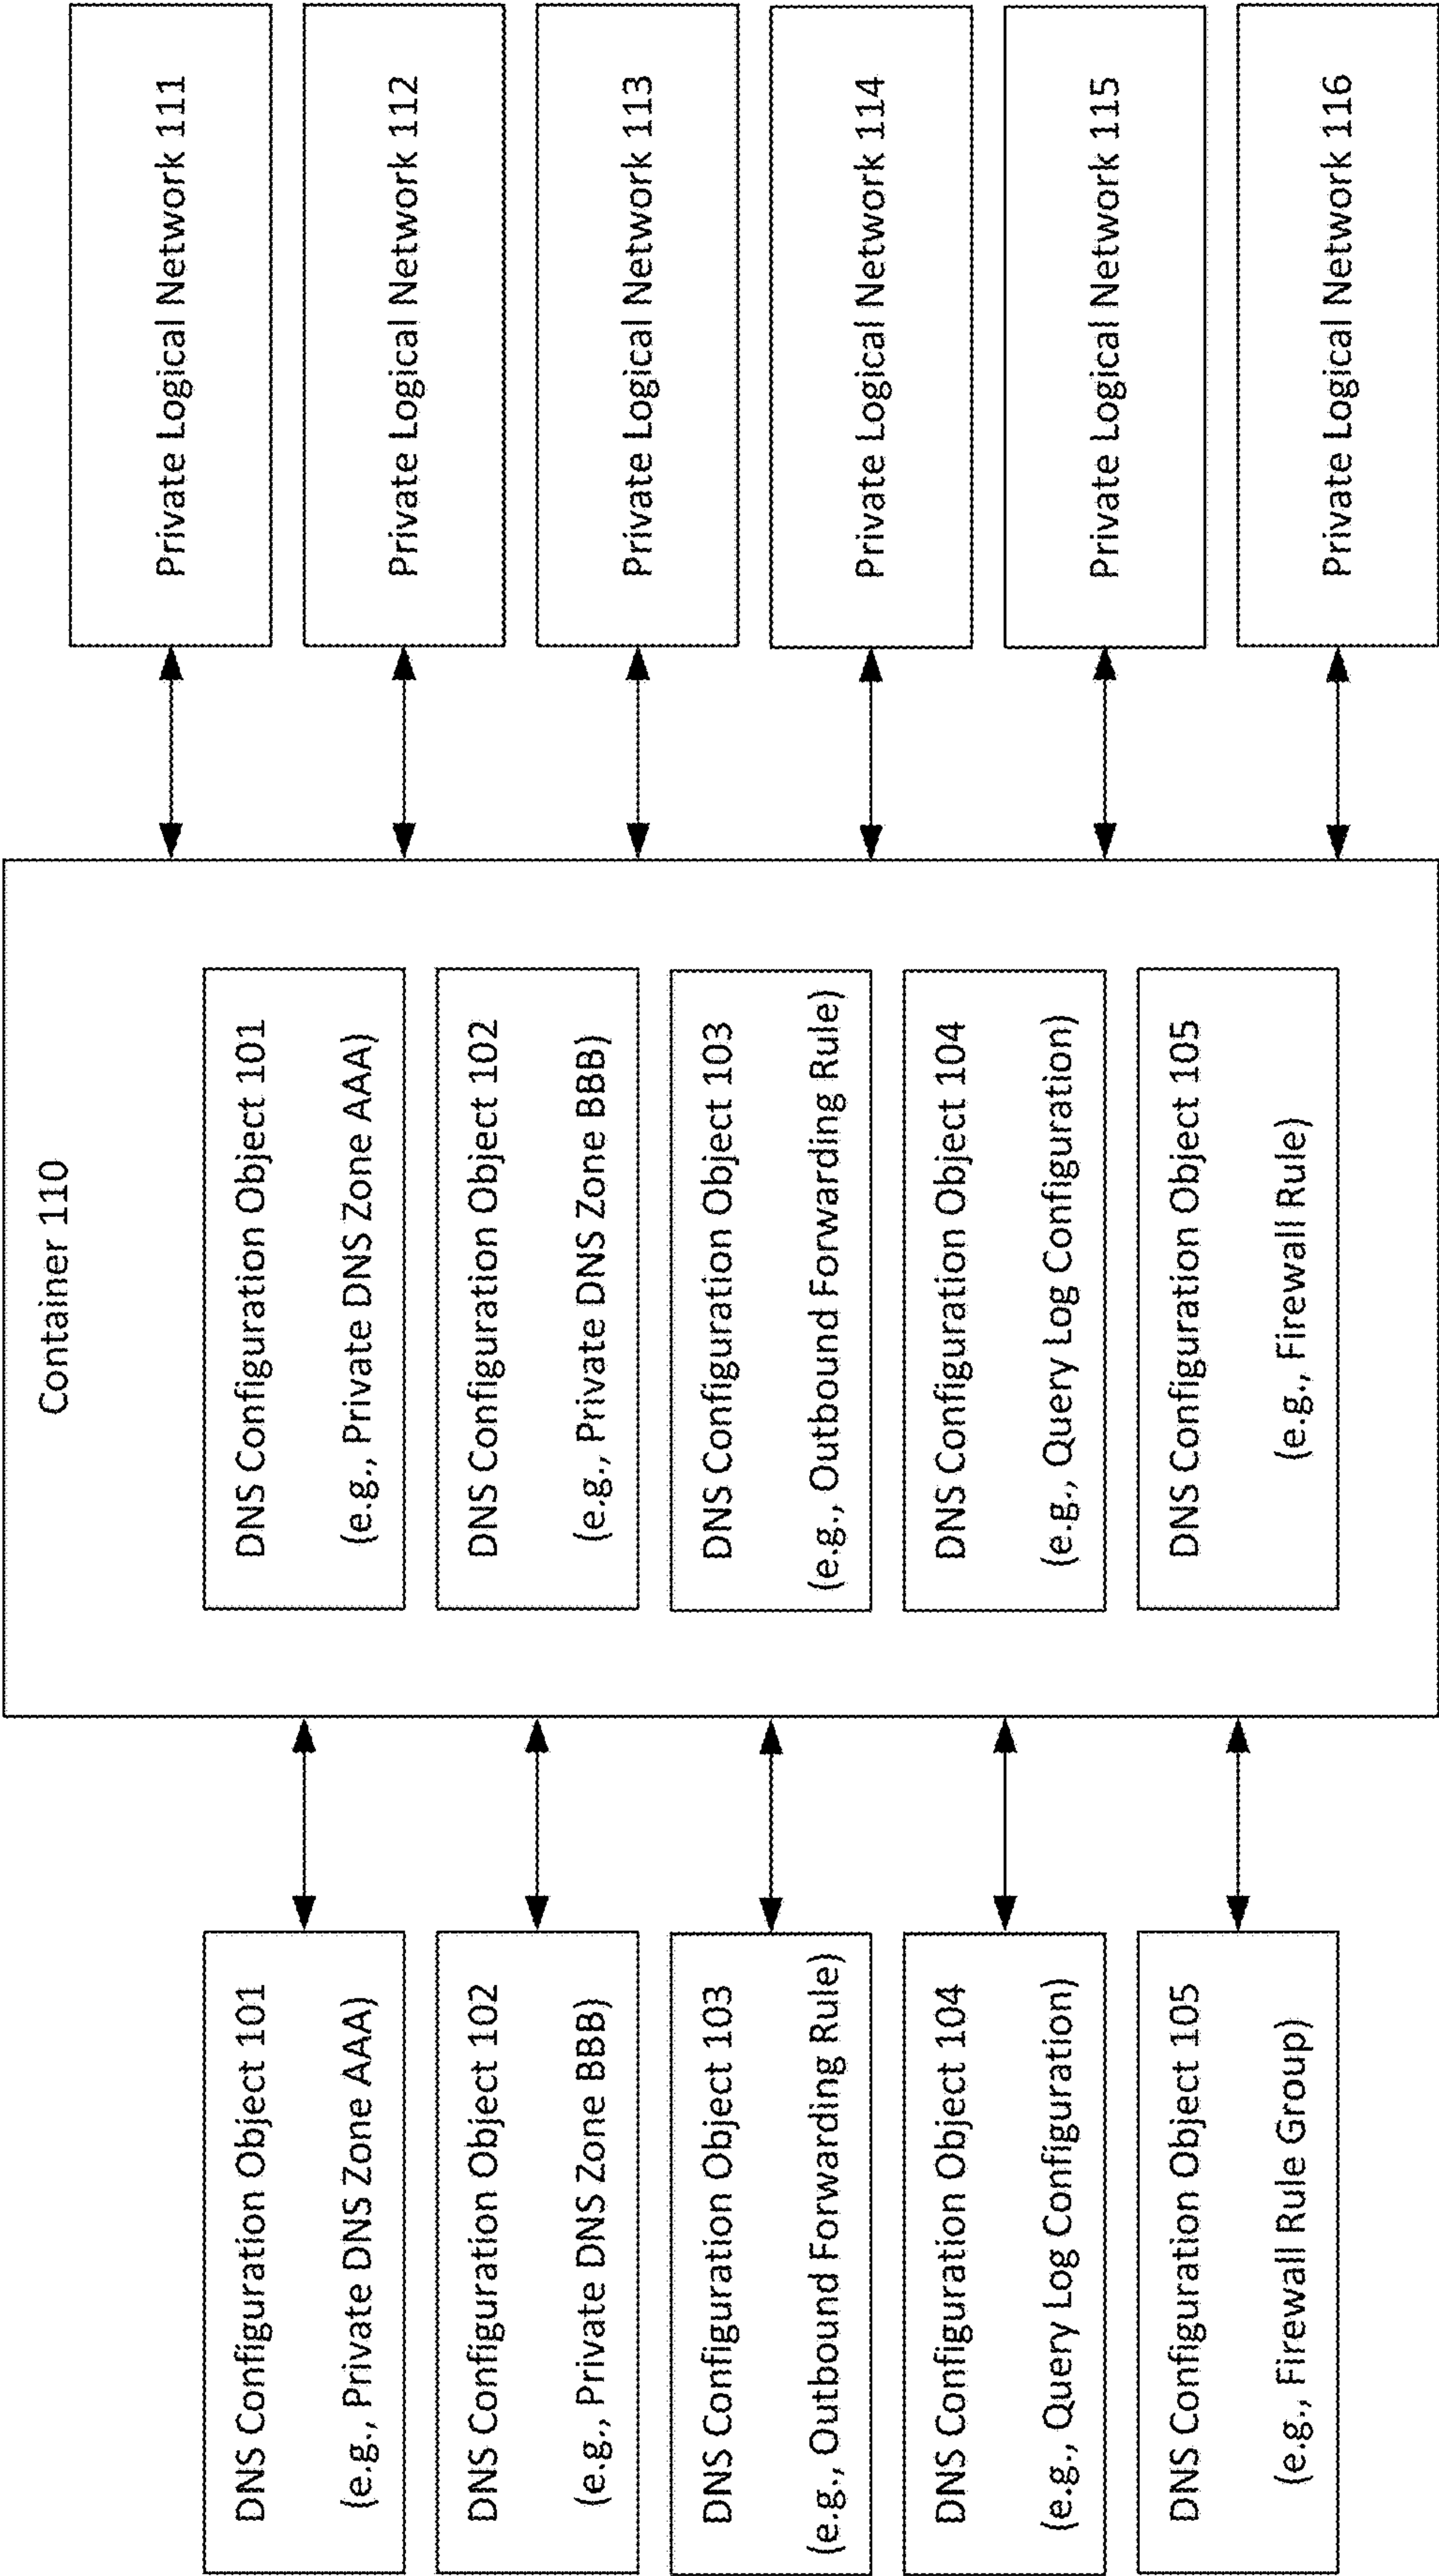 DNS Configuration Object 101
(e.g., Private DNS Zone AAA)
DNS Configuration Object 102
(e.g., Private DNS Zone BBB)
DNS Configuration Object 103
(e.g., Outbound Forwarding Rule)
DNS Configuration Object 104
(e.g., Query Log Configuration)
DNS Configuration Object 105
(e.g., Firewall Rule Group)
Container 110
DNS Configuration Object 101
(e.g., Private DNS Zone AAA)
DNS Configuration Object 102
(e.g., Private DNS Zone BBB)
DNS Configuration Object 103
(e.g., Outbound Forwarding Rule)
DNS Configuration Object 104
(e.g., Query Log Configuration)
DNS Configuration Object 105
(e.g., Firewall Rule)
Private Logical Network 111
Private Logical Network 112
Private Logical Network 113
Private Logical Network 114
Private Logical Network 115
Private Logical Network 116